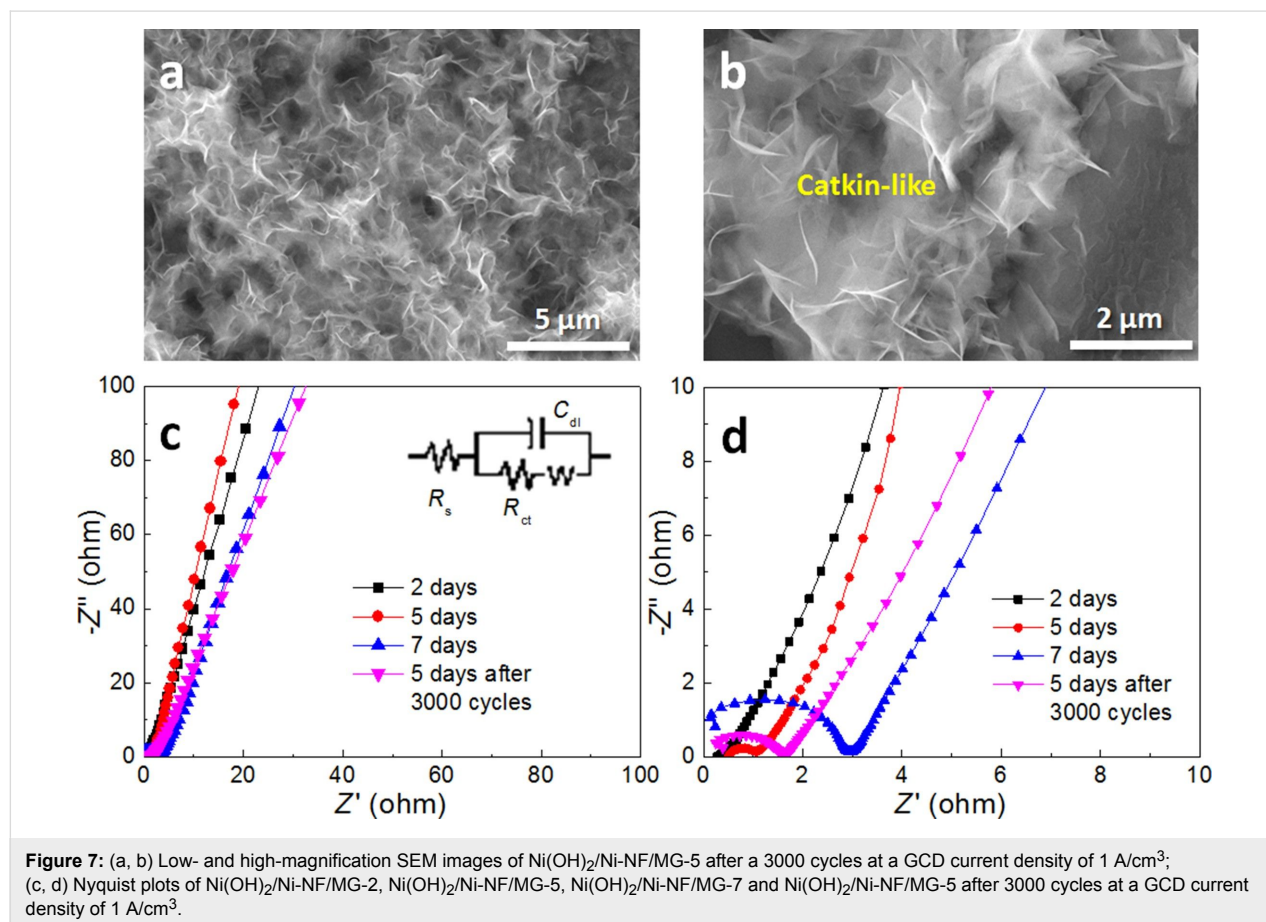 a
b
Catkin-like
5 µm
2 µm
100
80
60
40
20
0
-Z'' (ohm)
c
Cdl
Rs
Rct
2 days
5 days
7 days
5 days after
3000 cycles
0 20 40 60 80 100
Z' (ohm)
10
8
6
4
2
0
-Z'' (ohm)
d
2 days
5 days
7 days
5 days after
3000 cycles
0 2 4 6 8 10
Z' (ohm)
Figure 7: (a, b) Low- and high-magnification SEM images of Ni(OH)2/Ni-NF/MG-5 after a 3000 cycles at a GCD current density of 1 A/cm³;
(c, d) Nyquist plots of Ni(OH)2/Ni-NF/MG-2, Ni(OH)2/Ni-NF/MG-5, Ni(OH)2/Ni-NF/MG-7 and Ni(OH)2/Ni-NF/MG-5 after 3000 cycles at a GCD current
density of 1 A/cm³.